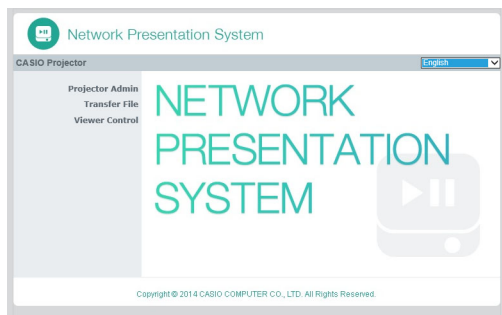 Network Presentation System
CASIO Projector
English
Projector Admin
Transfer File
Viewer Control
NETWORK
PRESENTATION
SYSTEM
Copyright © 2014 CASIO COMPUTER CO., LTD. All Rights Reserved.